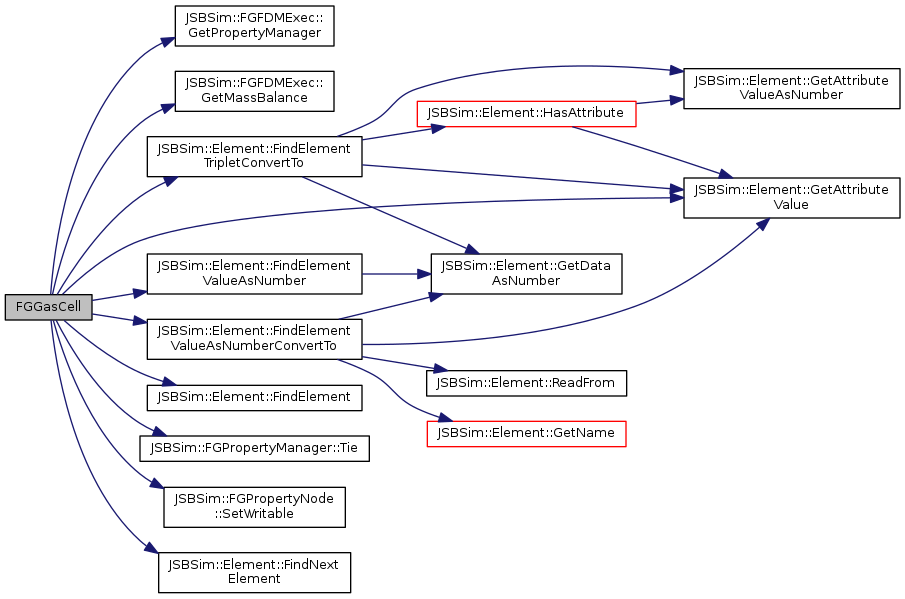 JSBSim::FGFDMExec::
GetPropertyManager
JSBSim::FGFDMExec::
GetMassBalance
JSBSim::Element::GetAttribute
ValueAsNumber
JSBSim::Element::HasAttribute
JSBSim::Element::FindElement
TripletConvertTo
JSBSim::Element::GetAttribute
Value
JSBSim::Element::FindElement
ValueAsNumber
JSBSim::Element::GetData
AsNumber
FGGasCell
JSBSim::Element::FindElement
ValueAsNumberConvertTo
JSBSim::Element::ReadFrom
JSBSim::Element::FindElement
JSBSim::Element::GetName
JSBSim::FGPropertyManager::Tie
JSBSim::FGPropertyNode
::SetWritable
JSBSim::Element::FindNext
Element